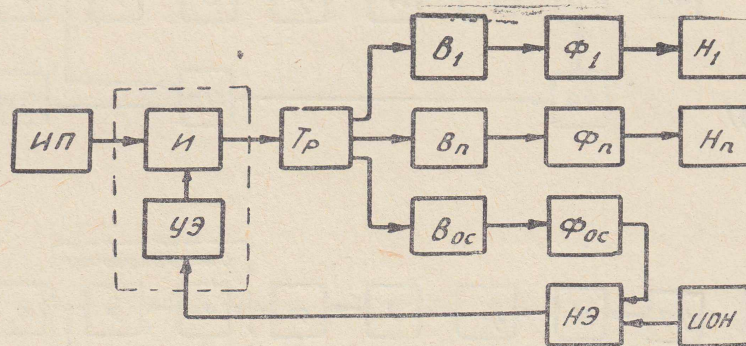 В₁ Ф₁ Н₁
ИП И Тр Вп Фп Нп
УЭ Вос Фос
НЭ ИОН